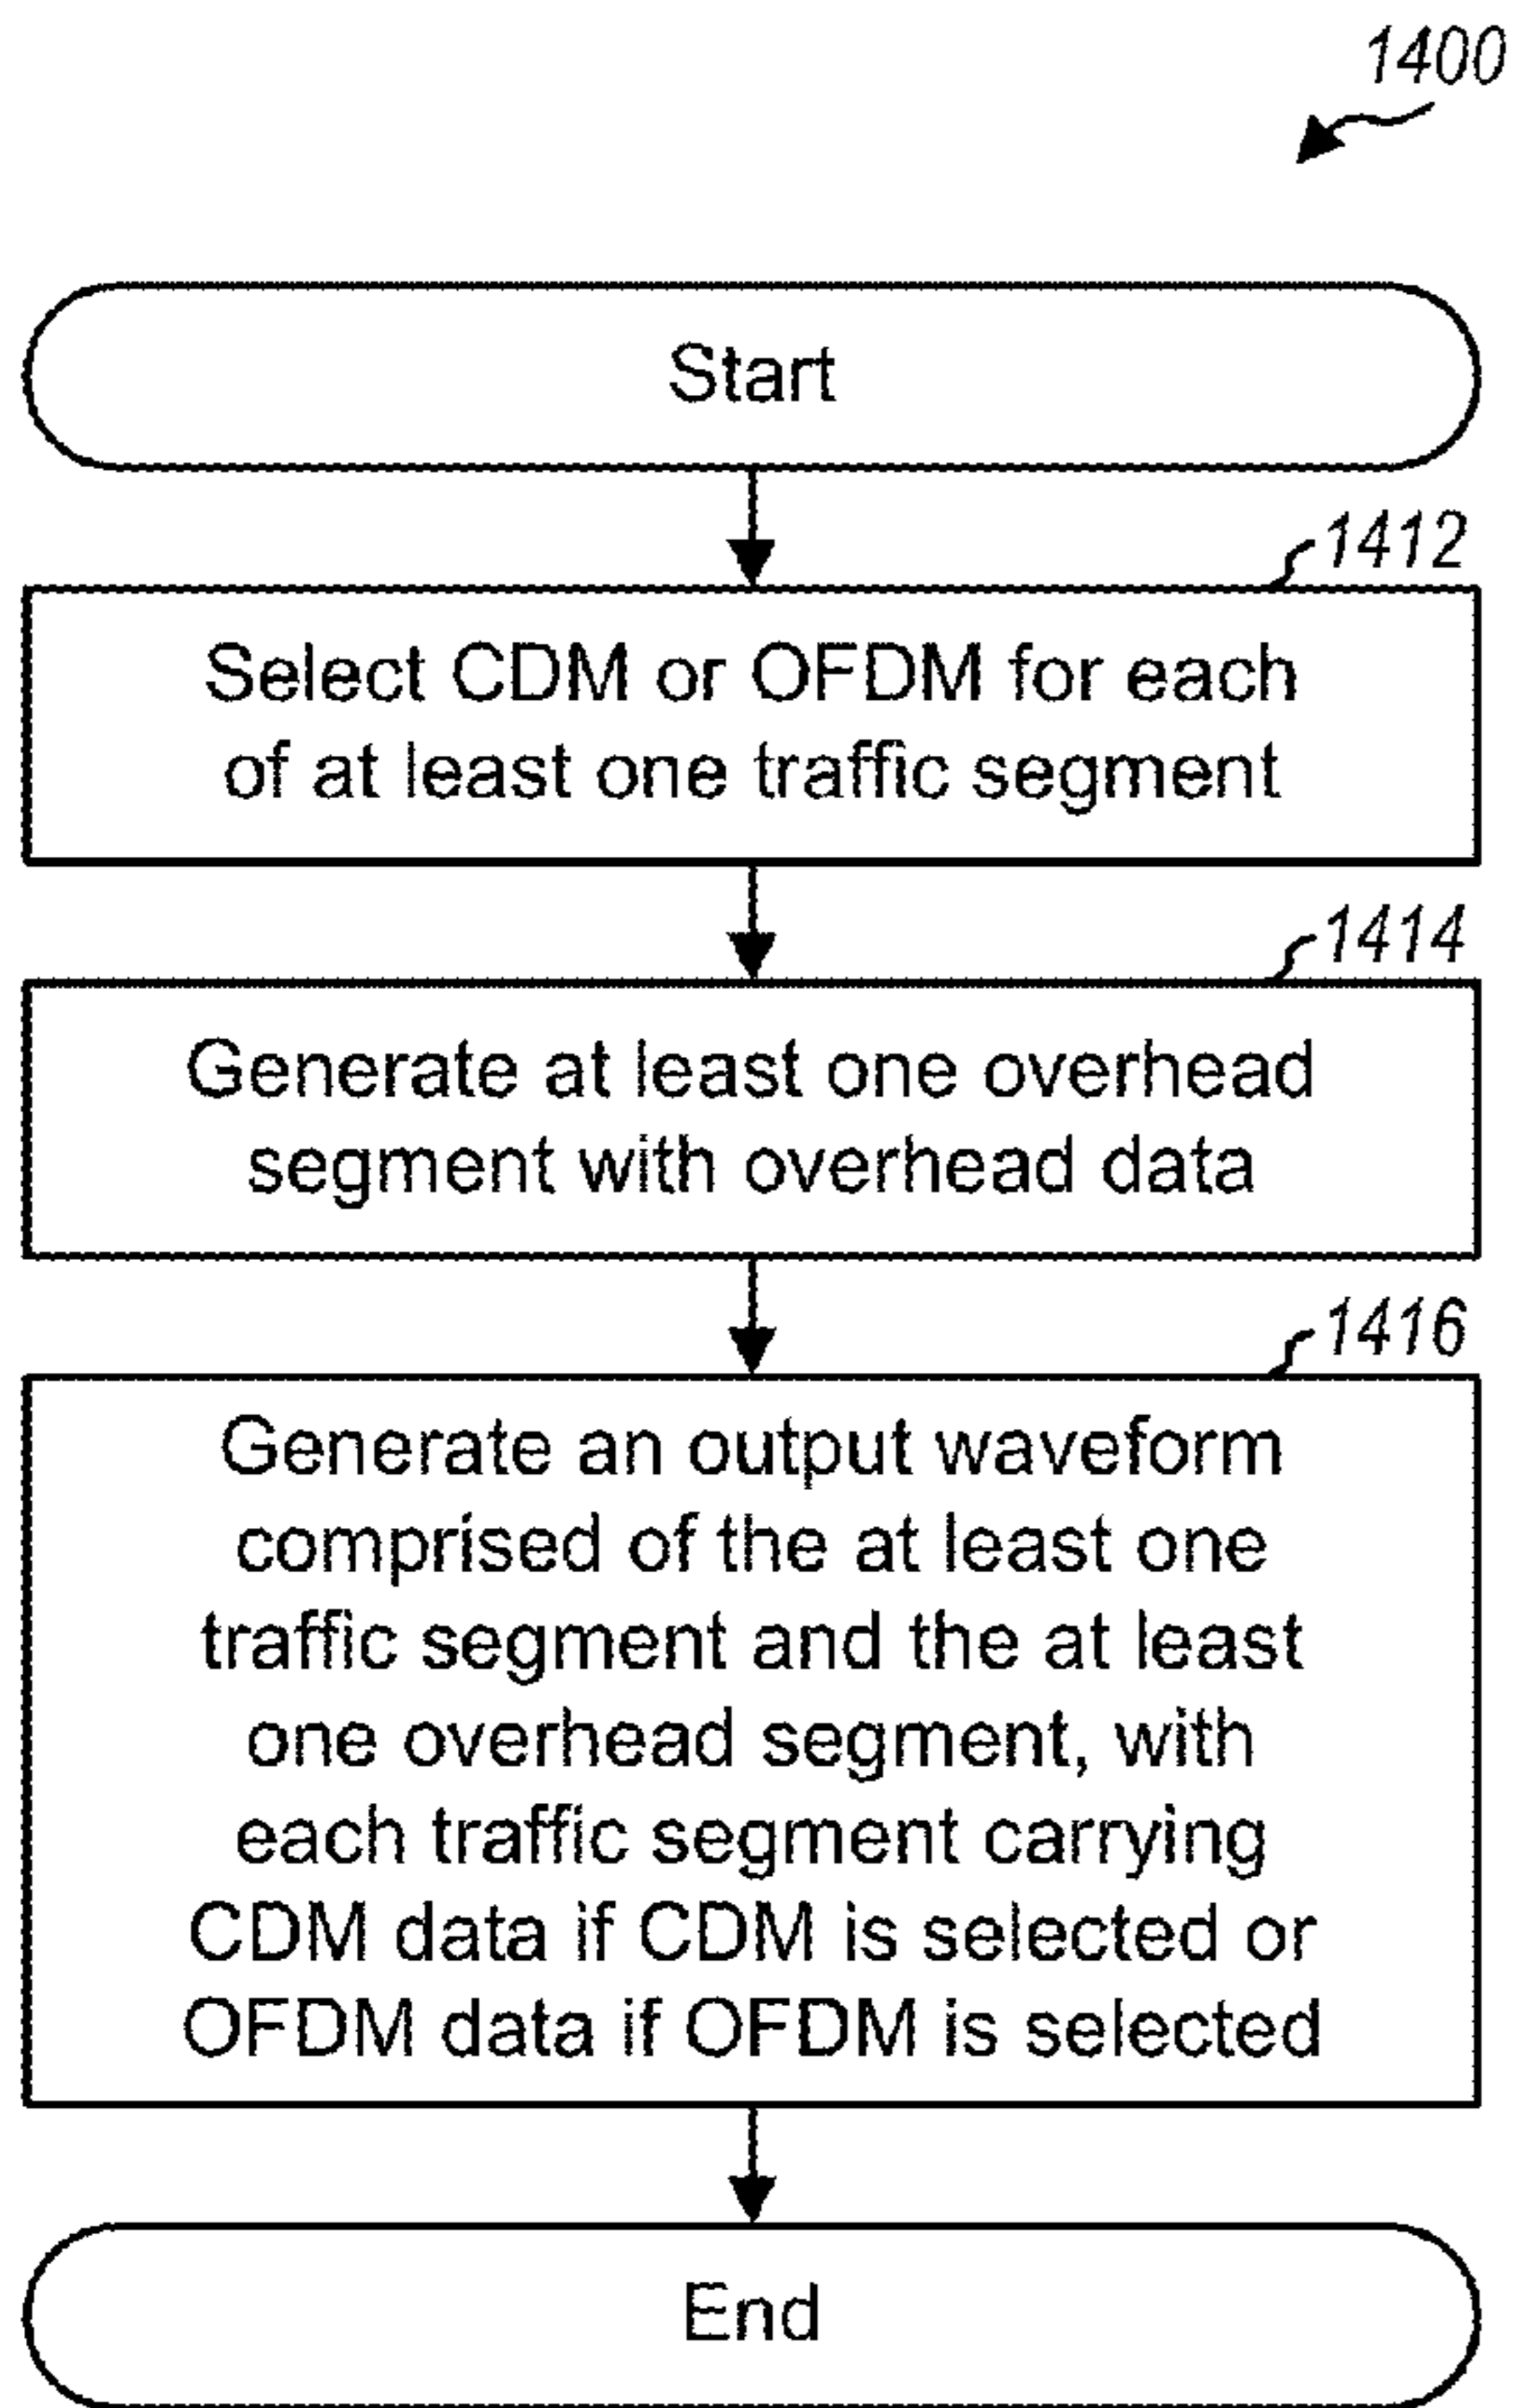 1400
Start
1412
Select CDM or OFDM for each
of at least one traffic segment
1414
Generate at least one overhead
segment with overhead data
1416
Generate an output waveform
comprised of the at least one
traffic segment and the at least
one overhead segment, with
each traffic segment carrying
CDM data if CDM is selected or
OFDM data if OFDM is selected
End